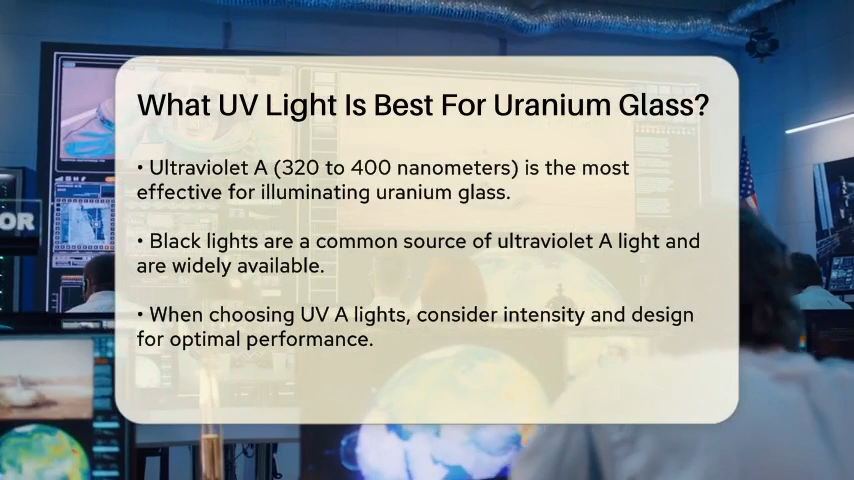 What UV Light Is Best For Uranium Glass?
• Ultraviolet A (320 to 400 nanometers) is the most
effective for illuminating uranium glass.
• Black lights are a common source of ultraviolet A light and
are widely available.
• When choosing UV A lights, consider intensity and design
for optimal performance.
OR